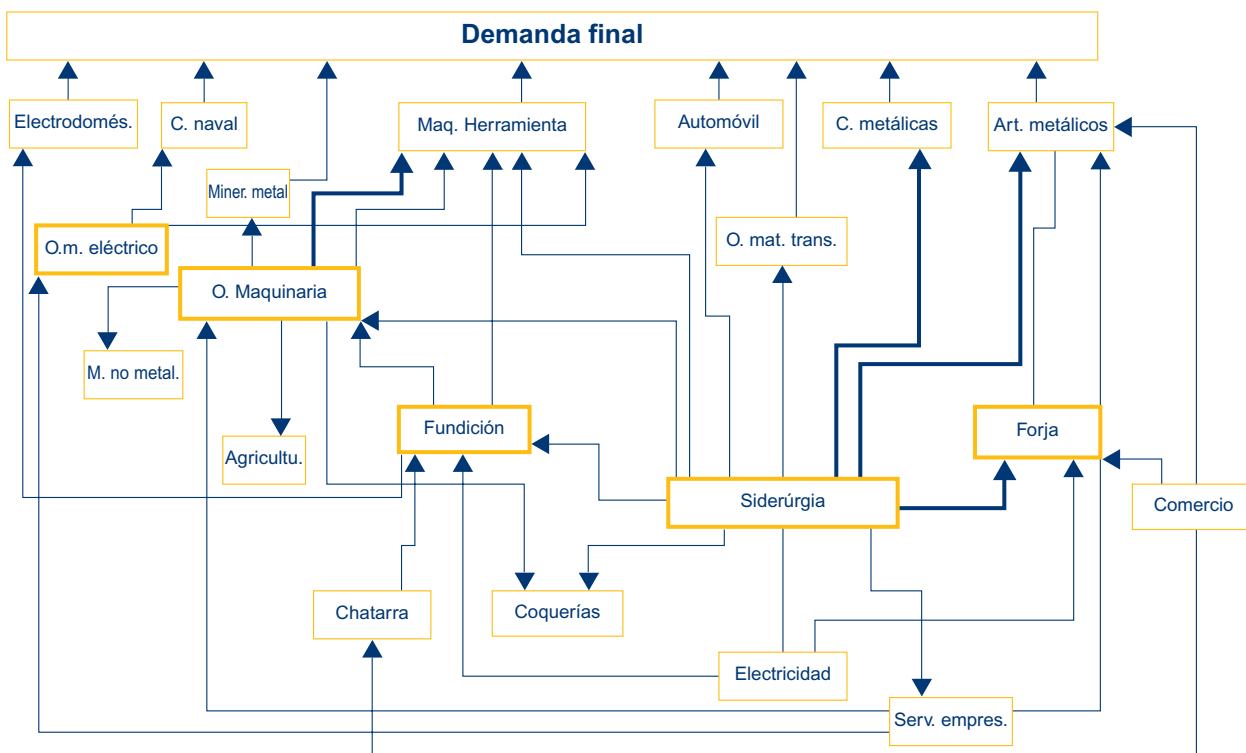 Demanda final
Electrodomés.
C. naval
Maq. Herramienta
Automóvil
C. metálicas
Art. metálicos
Miner. metal
O.m. eléctrico
O. mat. trans.
O. Maquinaria
M. no metal.
Fundición
Forja
Agricultu.
Siderúrgia
Comercio
Chatarra
Coquerías
Electricidad
Serv. empres.